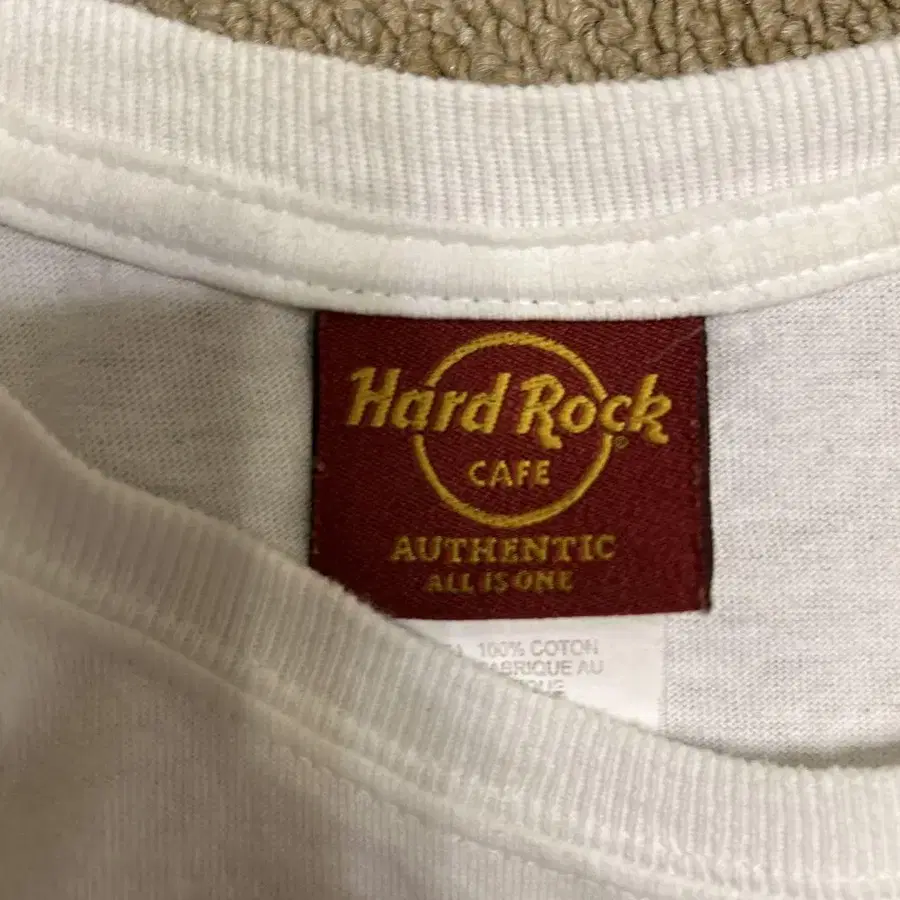 Hard Rock
®
CAFE
AUTHENTIC
ALL IS ONE
100% COTON
FABRIQUE AU